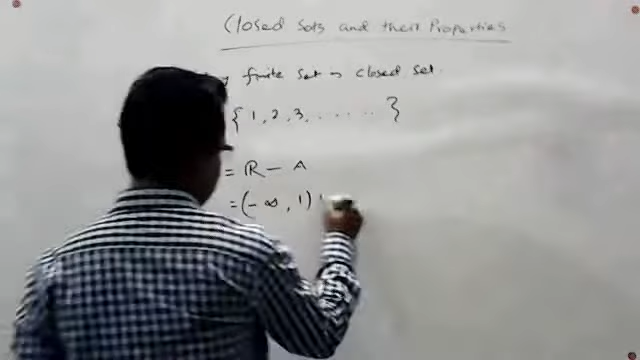 Closed Sets and their Properties
finite set is closed set.
{1, 2, 3, . . . . . . }
= R - A
= (-∞, 1)